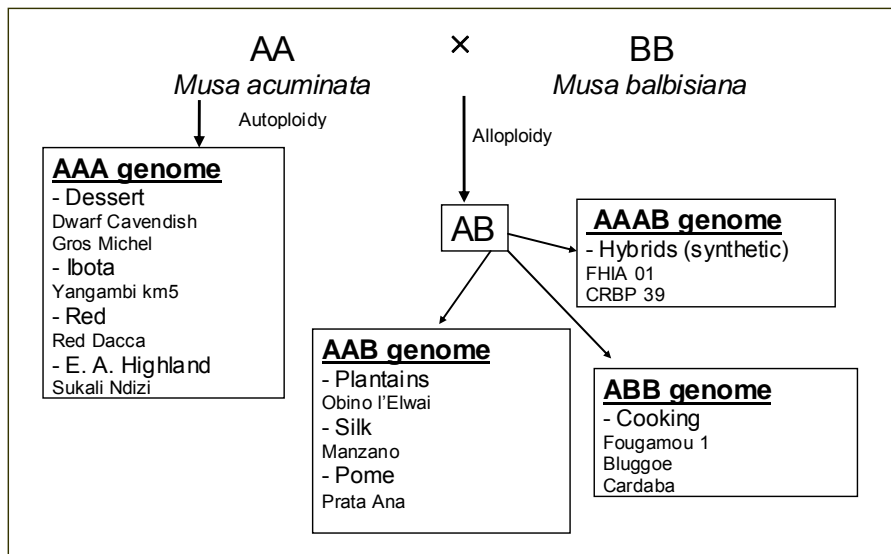 AA × BB
Musa acuminata Musa balbisiana
Autoploidy
Alloploidy
AAA genome
- Dessert
Dwarf Cavendish
Gros Michel
- Ibota
Yangambi km5
- Red
Red Dacca
- E. A. Highland
Sukali Ndizi
AB
AAAB genome
- Hybrids (synthetic)
FHIA 01
CRBP 39
AAB genome
- Plantains
Obino l’Elwai
- Silk
Manzano
- Pome
Prata Ana
ABB genome
- Cooking
Fougamou 1
Bluggoe
Cardaba